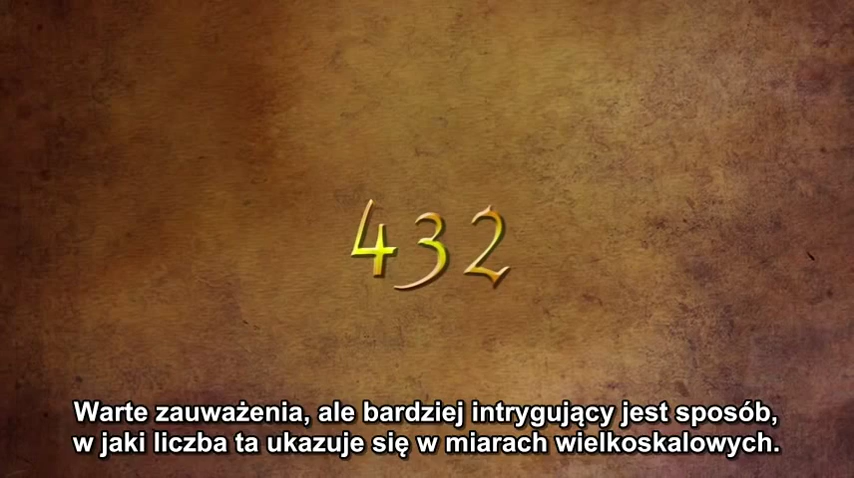 432
Warte zauważenia, ale bardziej intrygujący jest sposób,
w jaki liczba ta ukazuje się w miarach wielkoskalowych.